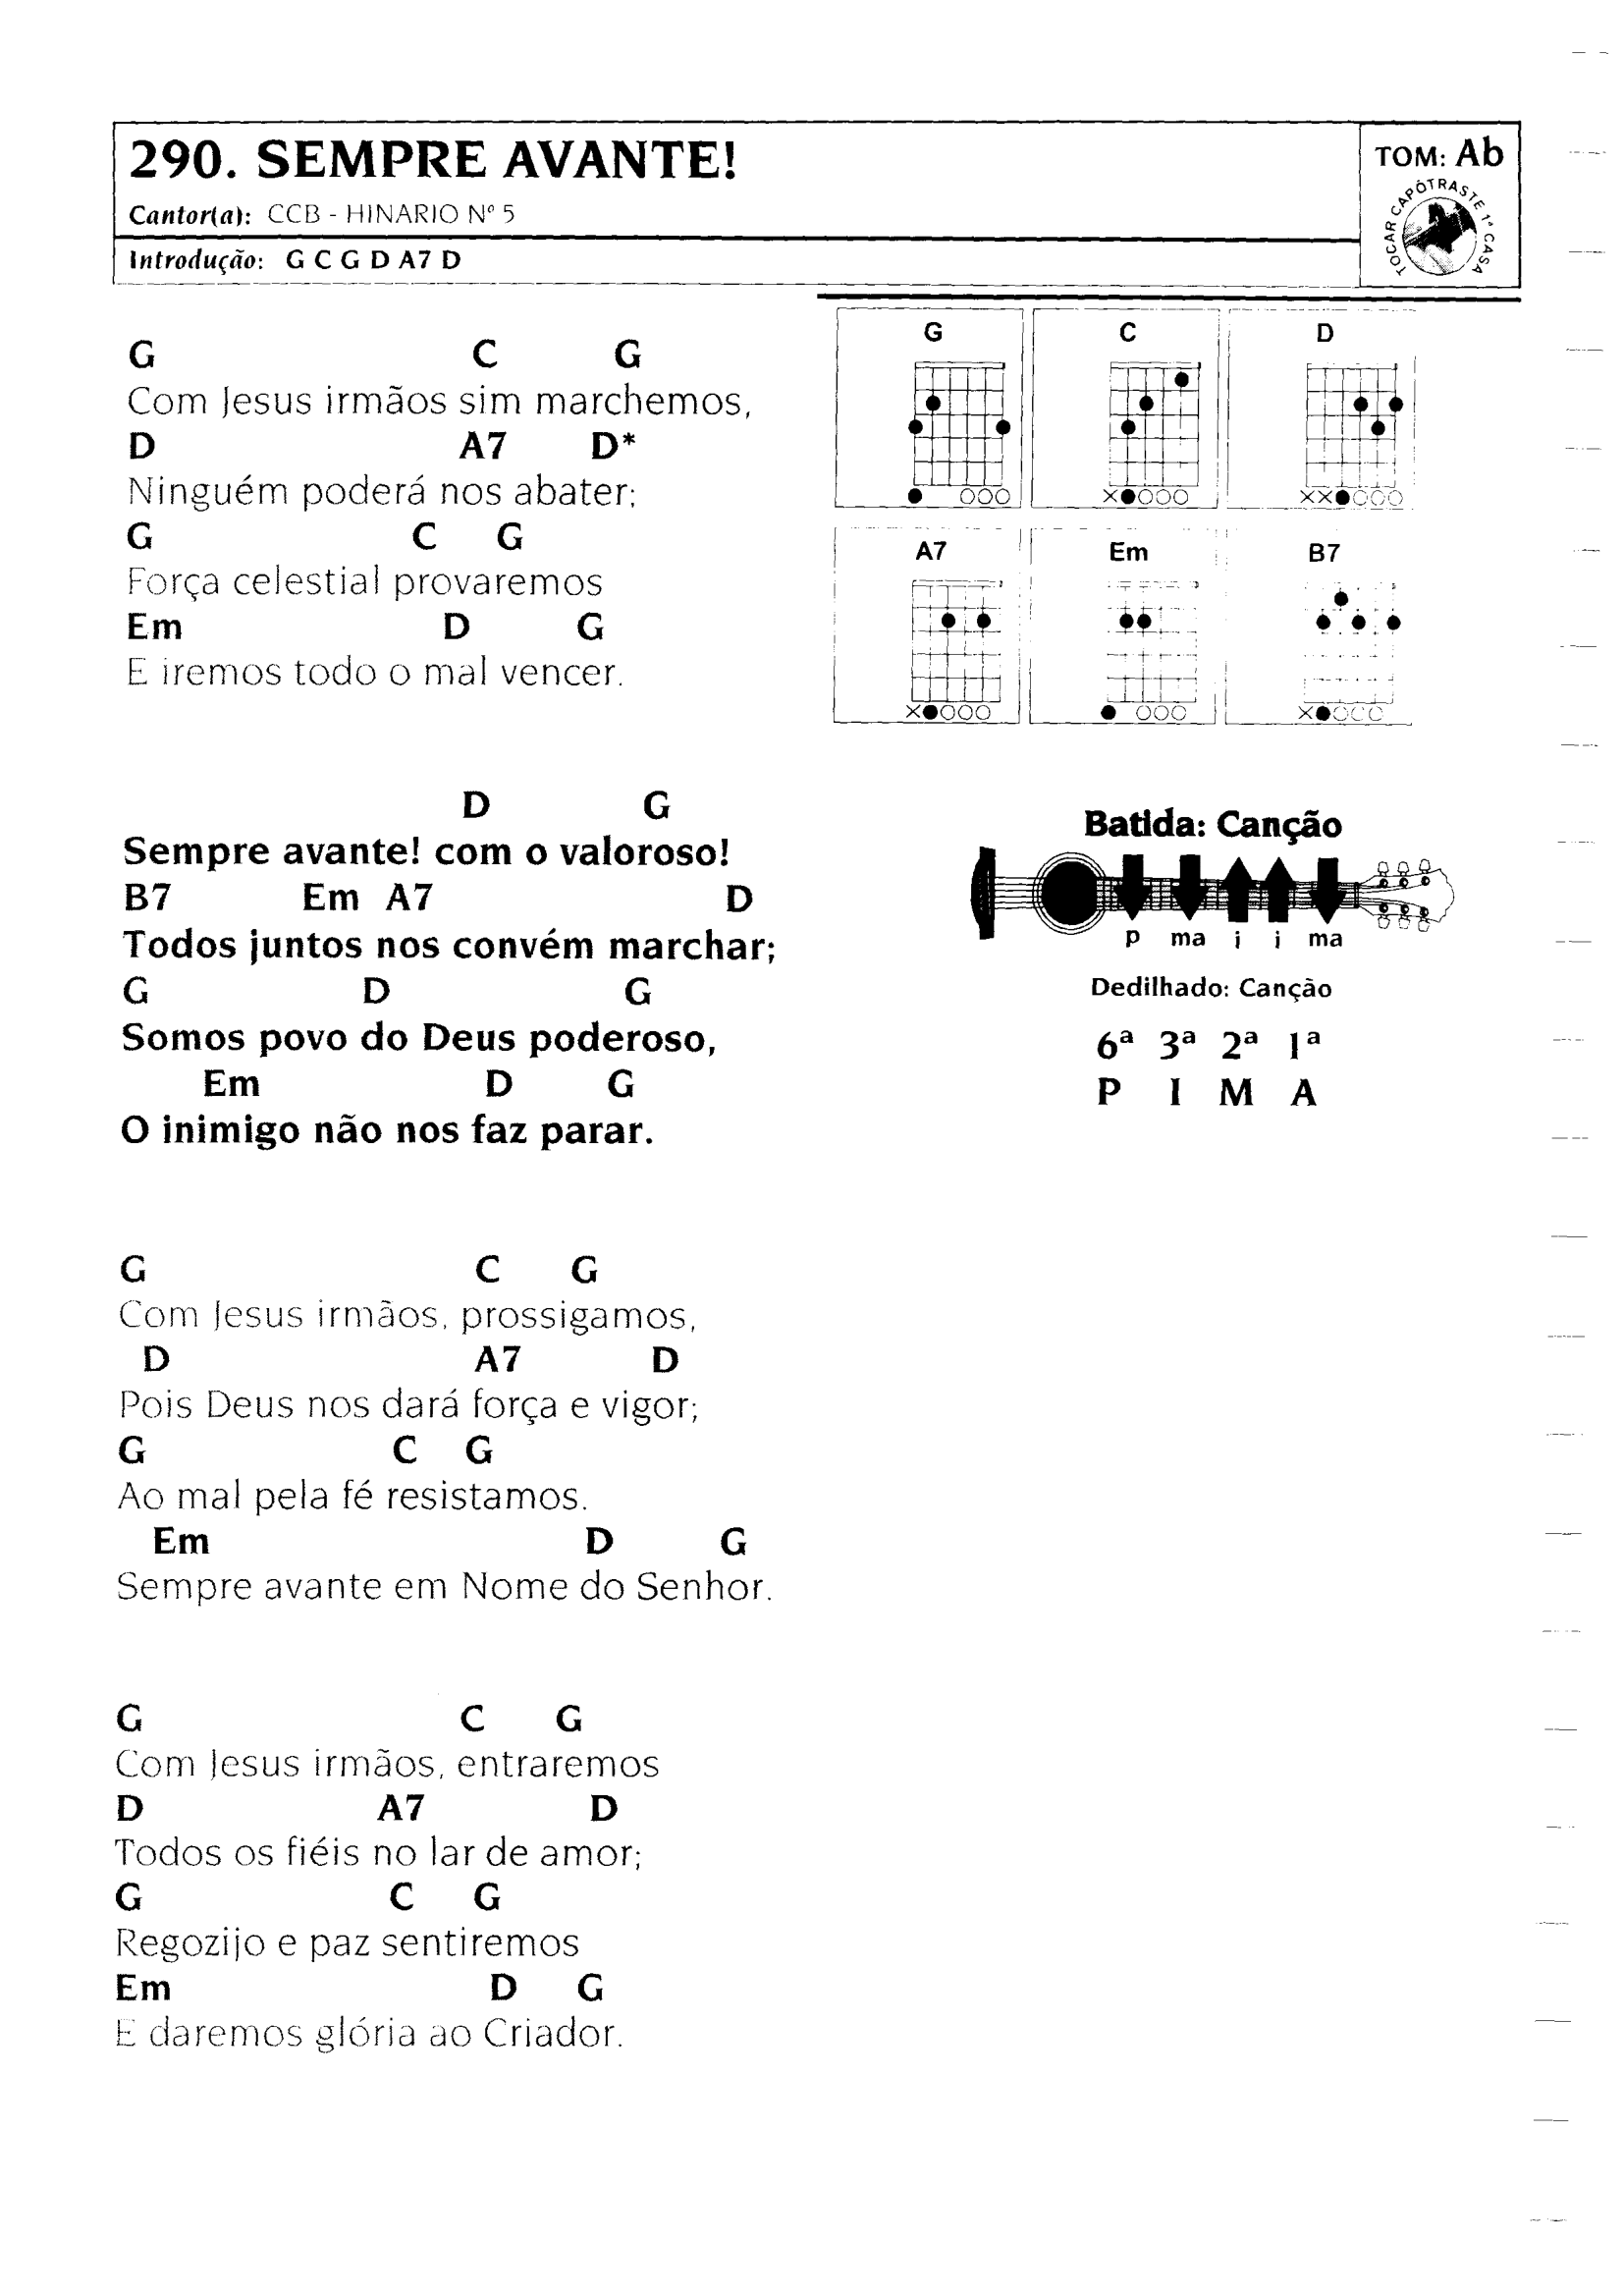 290. SEMPRE AVANTE!
Cantor(a): CCB - HINARIO Nº 5
Introdução: G C G D A7 D
TOM: Ab
TOCAR CAPÔTRASTE 1ª CASA
G C G
Com Jesus irmãos sim marchemos,
D A7 D*
Ninguém poderá nos abater;
G C G
Força celestial provaremos
Em D G
E iremos todo o mal vencer.
D G
Sempre avante! com o valoroso!
B7 Em A7 D
Todos juntos nos convém marchar;
G D G
Somos povo do Deus poderoso,
Em D G
O inimigo não nos faz parar.
G C G
Com Jesus irmãos, prossigamos,
D A7 D
Pois Deus nos dará força e vigor;
G C G
Ao mal pela fé resistamos.
Em D G
Sempre avante em Nome do Senhor.
G C G
Com Jesus irmãos, entraremos
D A7 D
Todos os fiéis no lar de amor;
G C G
Regozijo e paz sentiremos
Em D G
E daremos glória ao Criador.
G C D
A7 Em B7
Batida: Canção
p ma i i ma
Dedilhado: Canção
6ª 3ª 2ª 1ª
P I M A